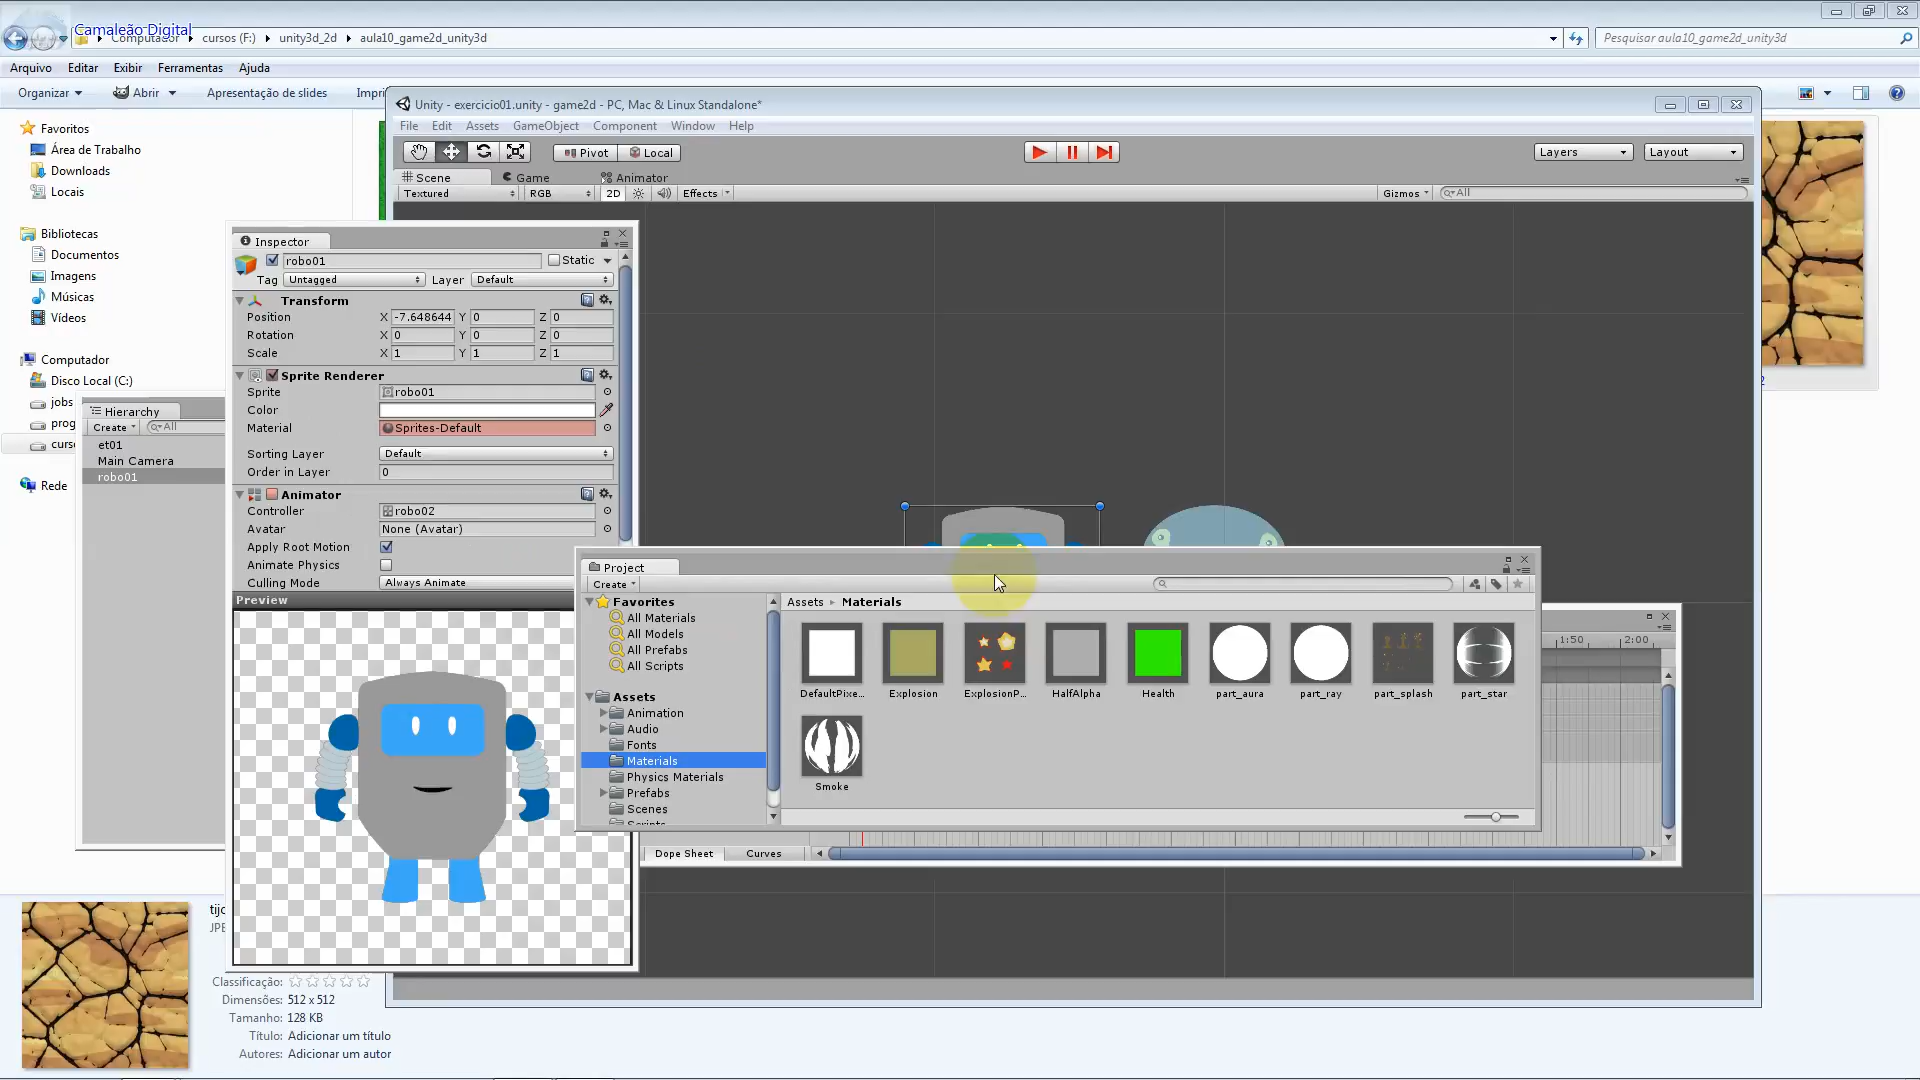 Camaleão Digital
Computador cursos (F:) unity3d_2d aula10_game2d_unity3d
Pesquisar aula10_game2d_unity3d
Arquivo Editar Exibir Ferramentas Ajuda
Organizar Abrir Apresentação de slides Impri
Favoritos
Área de Trabalho
Downloads
Locais
Bibliotecas
Documentos
Imagens
Músicas
Vídeos
Computador
Disco Local (C:)
jobs
prog
curso
Rede
Hierarchy
Create All
et01
Main Camera
robo01
Unity - exercicio01.unity - game2d - PC, Mac & Linux Standalone*
File Edit Assets GameObject Component Window Help
Pivot Local
Layers Layout
Scene Game Animator
Textured RGB 2D Effects
Gizmos All
Inspector
robo01 Static
Tag Untagged Layer Default
Transform
Position X -7.648644 Y 0 Z 0
Rotation X 0 Y 0 Z 0
Scale X 1 Y 1 Z 1
Sprite Renderer
Sprite robo01
Color
Material Sprites-Default
Sorting Layer Default
Order in Layer 0
Animator
Controller robo02
Avatar None (Avatar)
Apply Root Motion
Animate Physics
Culling Mode Always Animate
Preview
Project
Create
Favorites
All Materials
All Models
All Prefabs
All Scripts
Assets
Animation
Audio
Fonts
Materials
Physics Materials
Prefabs
Scenes
Scripts
Assets Materials
DefaultPixe... Explosion ExplosionP... HalfAlpha Health part_aura part_ray part_splash part_star
Smoke
1:50 2:00
Dope Sheet Curves
tijo
JPE
Classificação:
Dimensões: 512 x 512
Tamanho: 128 KB
Título: Adicionar um título
Autores: Adicionar um autor